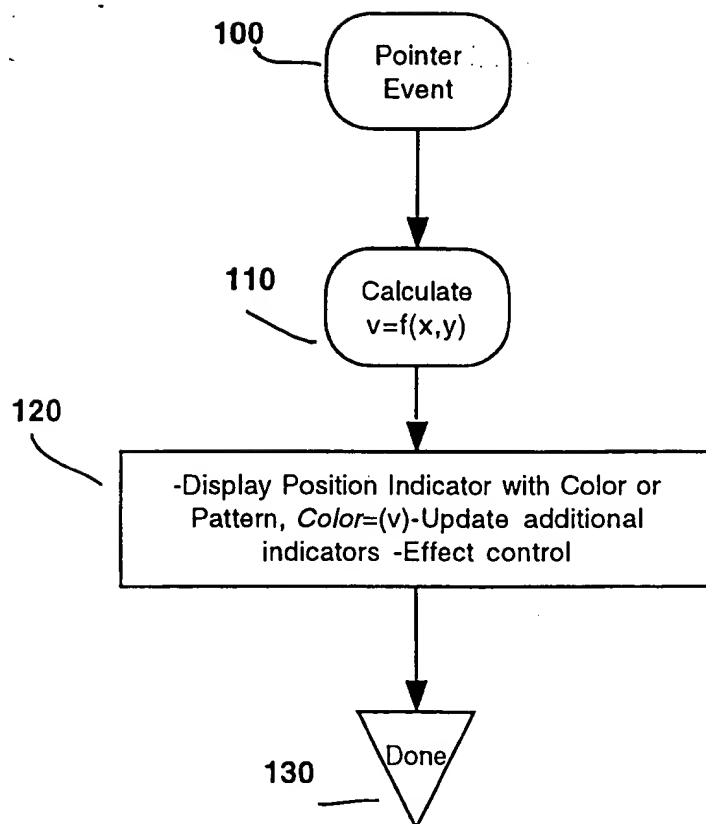 100
Pointer
Event
110
Calculate
v=f(x,y)
120
-Display Position Indicator with Color or
Pattern, Color=(v)-Update additional
indicators -Effect control
Done
130